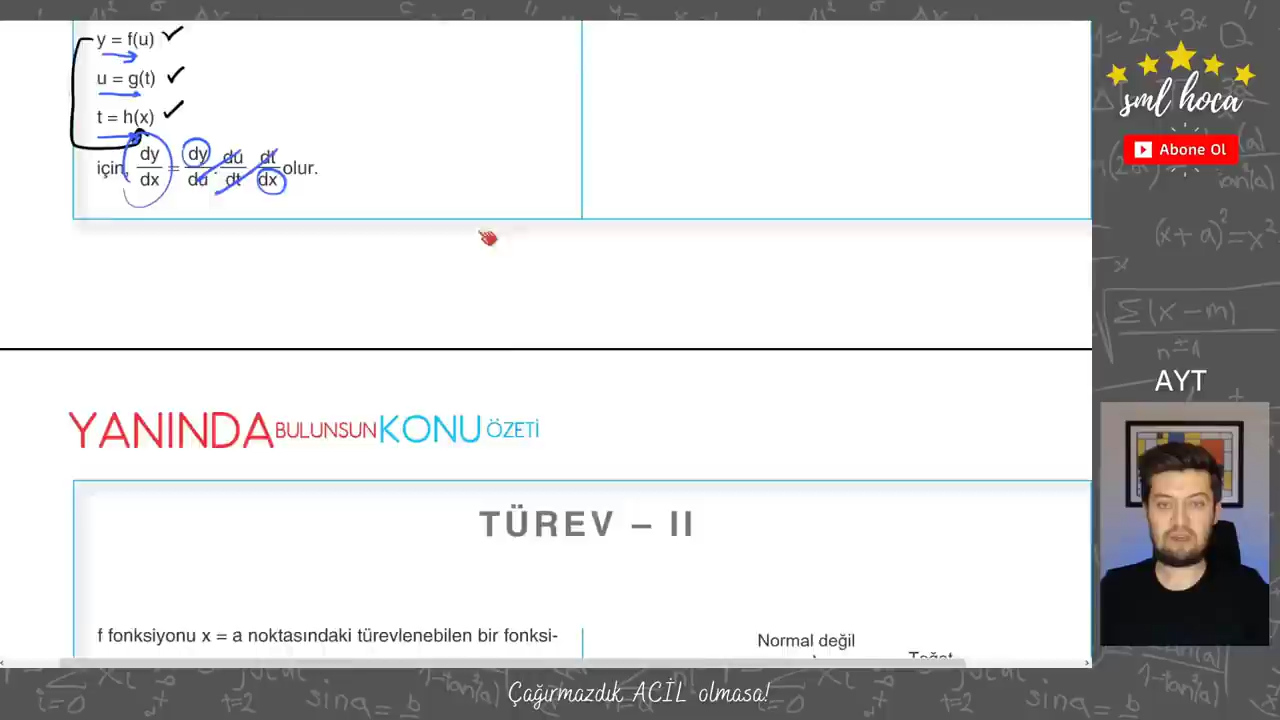 y = f(u)
u = g(t)
t = h(x)
için, dy/dx = dy/du . du/dt . dt/dx olur.
YANINDA BULUNSUN KONU ÖZETİ
TÜREV – II
f fonksiyonu x = a noktasındaki türevlenebilen bir fonksi-
Normal değil
Teğet
sml hoca
Abone Ol
AYT
Çağırmazdık ACİL olmasa!